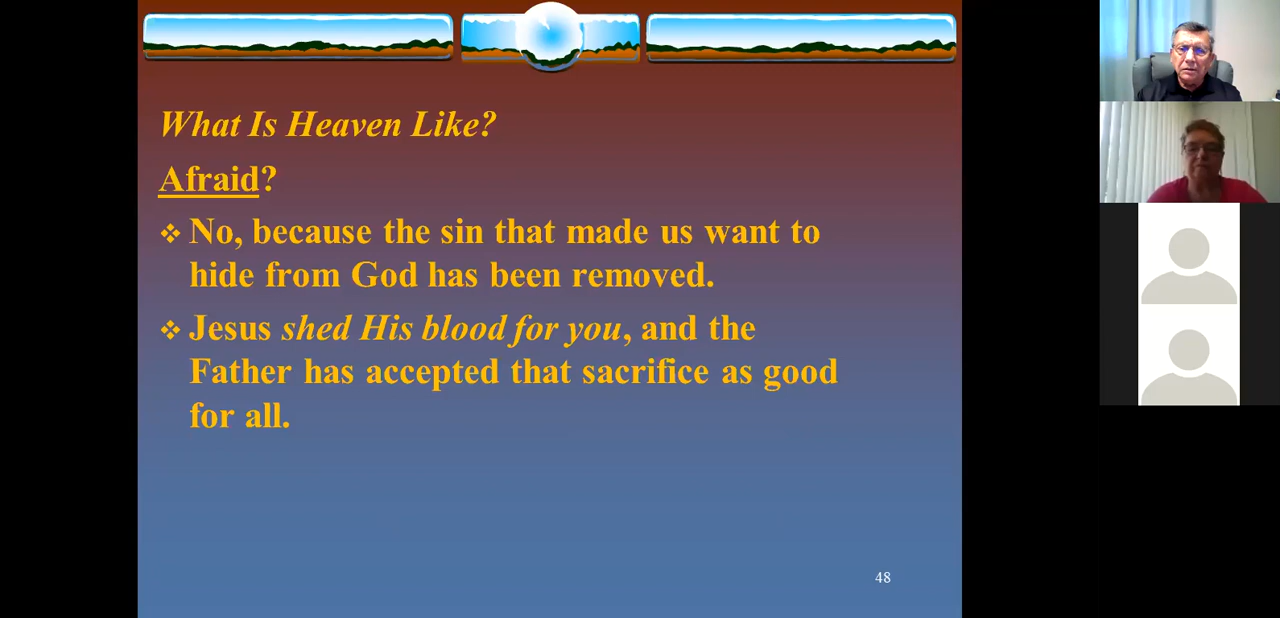 What Is Heaven Like?
Afraid?
❖ No, because the sin that made us want to
hide from God has been removed.
❖ Jesus shed His blood for you, and the
Father has accepted that sacrifice as good
for all.
48